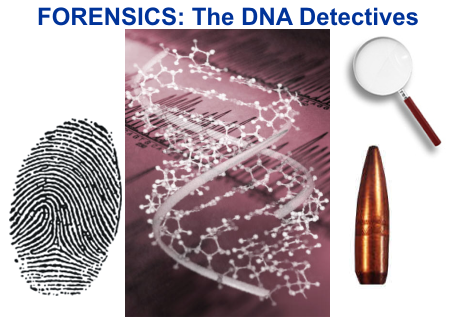 FORENSICS: The DNA Detectives